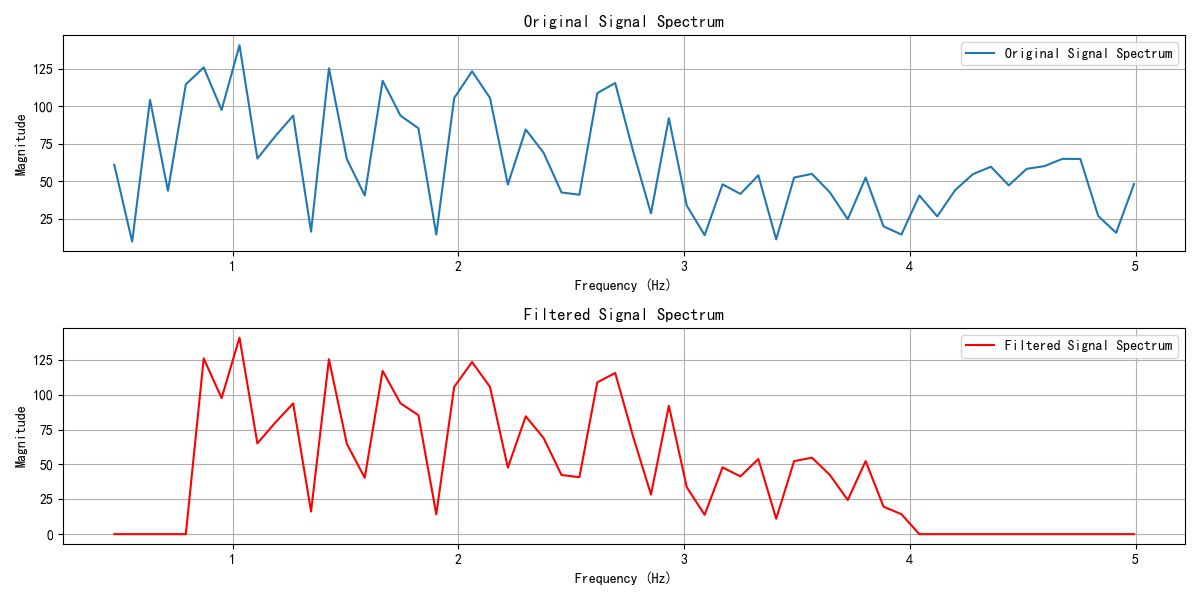 Original Signal Spectrum
Original Signal Spectrum
Magnitude
125
100
75
50
25
1 2 3 4 5
Frequency (Hz)
Filtered Signal Spectrum
Filtered Signal Spectrum
Magnitude
125
100
75
50
25
0
1 2 3 4 5
Frequency (Hz)